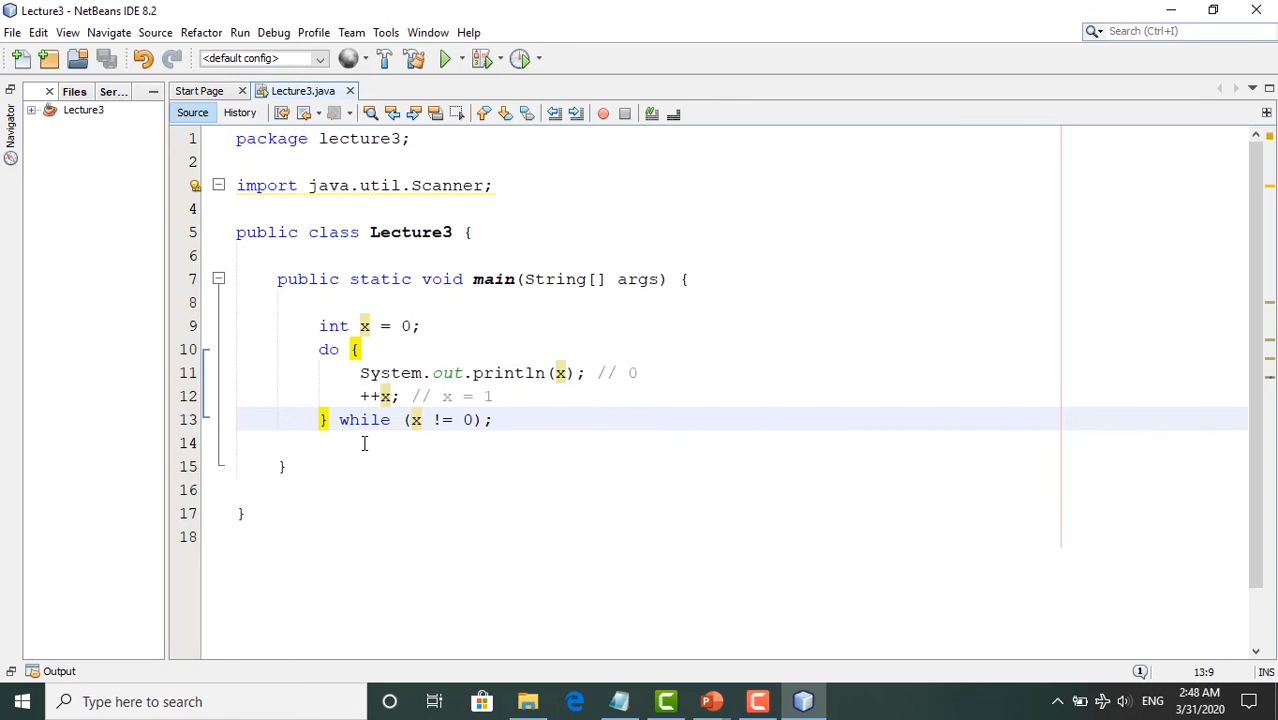 Lecture3 - NetBeans IDE 8.2
File Edit View Navigate Source Refactor Run Debug Profile Team Tools Window Help
Search (Ctrl+I)
<default config>
Files Ser...
Start Page Lecture3.java
Source History
Navigator
Lecture3
1 package lecture3;
2
import java.util.Scanner;
4
5 public class Lecture3 {
6
7 public static void main(String[] args) {
8
9 int x = 0;
10 do {
11 System.out.println(x); // 0
12 ++x; // x = 1
13 } while (x != 0);
14
15 }
16
17 }
18
Output
1
13:9
INS
Type here to search
ENG
2:48 AM
3/31/2020